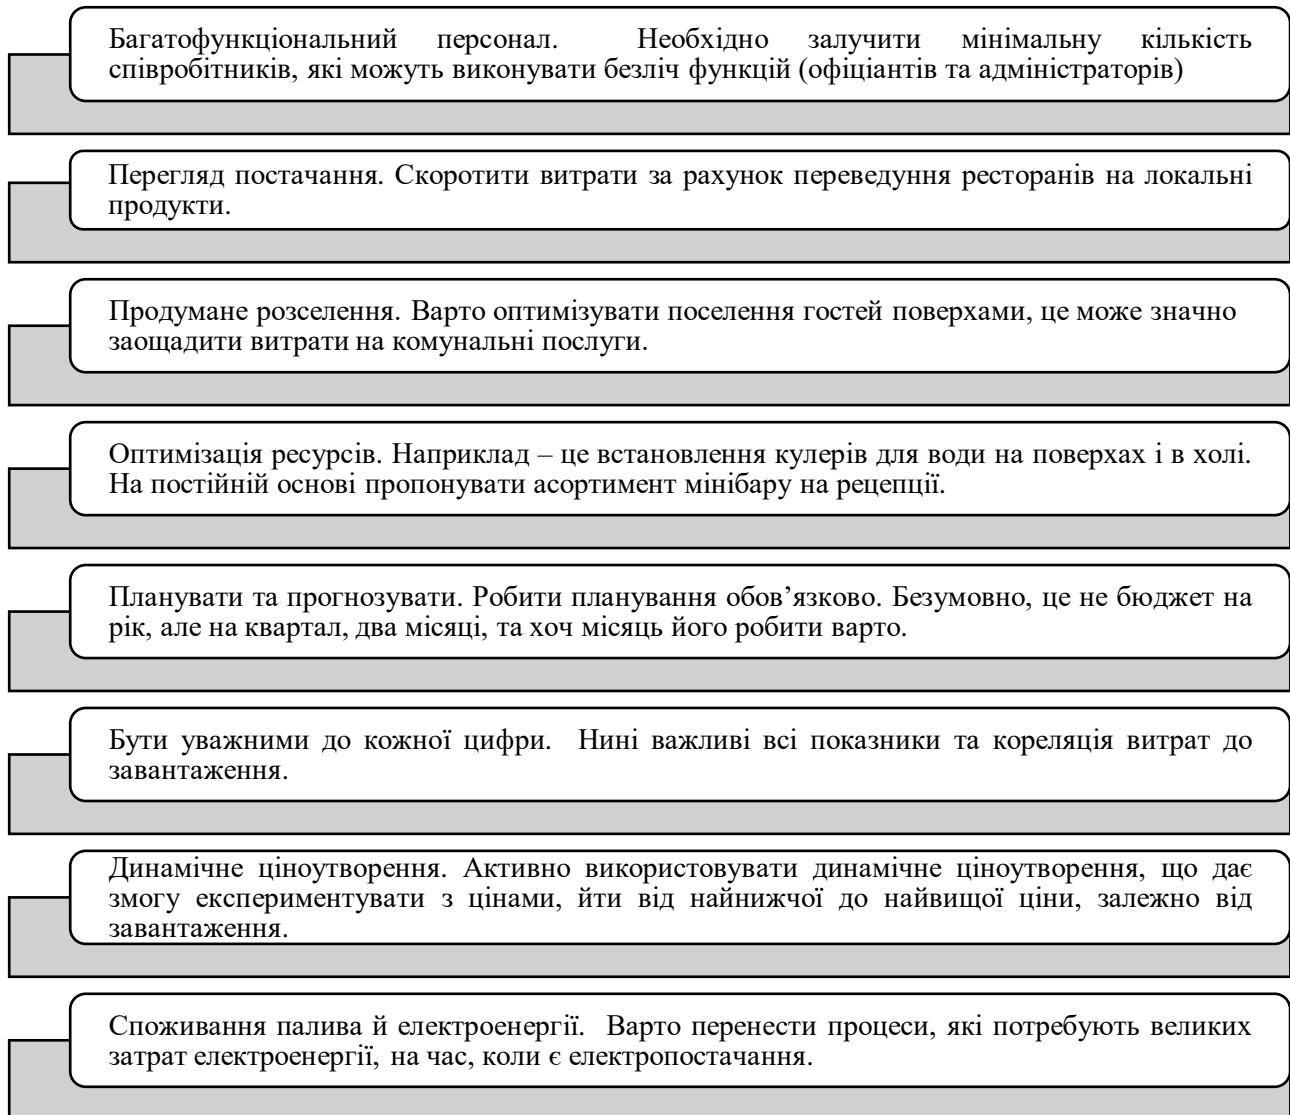 Багатофункціональний персонал. Необхідно залучити мінімальну кількість
співробітників, які можуть виконувати безліч функцій (офіціантів та адміністраторів)
Перегляд постачання. Скоротити витрати за рахунок переведуння ресторанів на локальні
продукти.
Продумане розселення. Варто оптимізувати поселення гостей поверхами, це може значно
заощадити витрати на комунальні послуги.
Оптимізація ресурсів. Наприклад – це встановлення кулерів для води на поверхах і в холі.
На постійній основі пропонувати асортимент мінібару на рецепції.
Планувати та прогнозувати. Робити планування обов’язково. Безумовно, це не бюджет на
рік, але на квартал, два місяці, та хоч місяць його робити варто.
Бути уважними до кожної цифри. Нині важливі всі показники та кореляція витрат до
завантаження.
Динамічне ціноутворення. Активно використовувати динамічне ціноутворення, що дає
змогу експериментувати з цінами, йти від найнижчої до найвищої ціни, залежно від
завантаження.
Споживання палива й електроенергії. Варто перенести процеси, які потребують великих
затрат електроенергії, на час, коли є електропостачання.